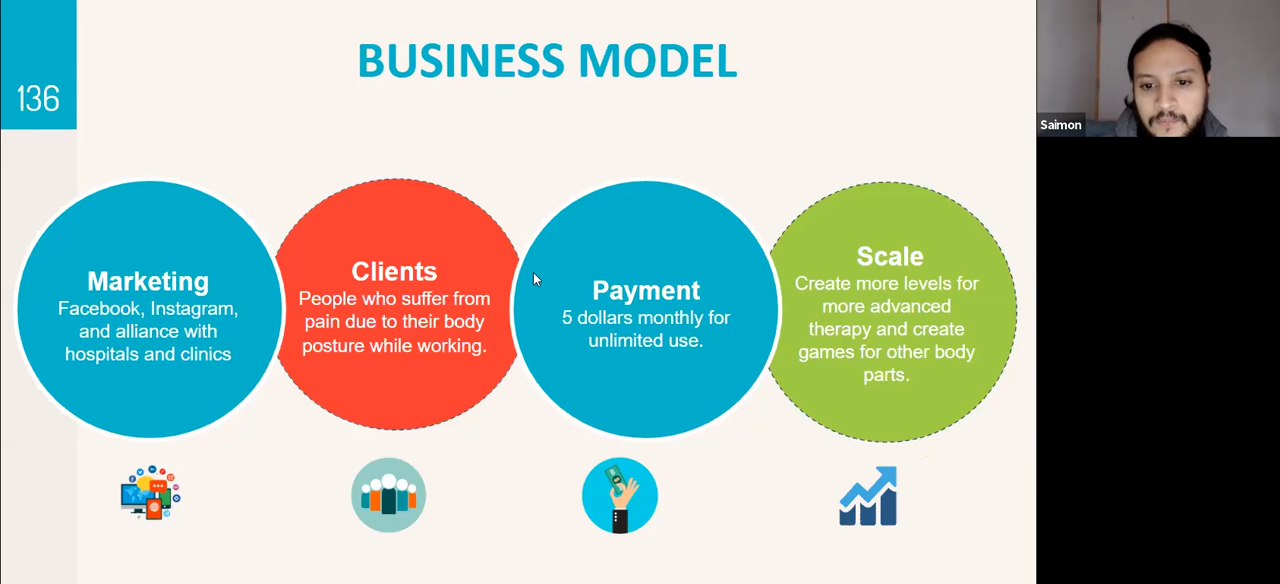 BUSINESS MODEL
136
Saimon
Marketing
Facebook, Instagram,
and alliance with
hospitals and clinics
Clients
People who suffer from
pain due to their body
posture while working.
Payment
5 dollars monthly for
unlimited use.
Scale
Create more levels for
more advanced
therapy and create
games for other body
parts.